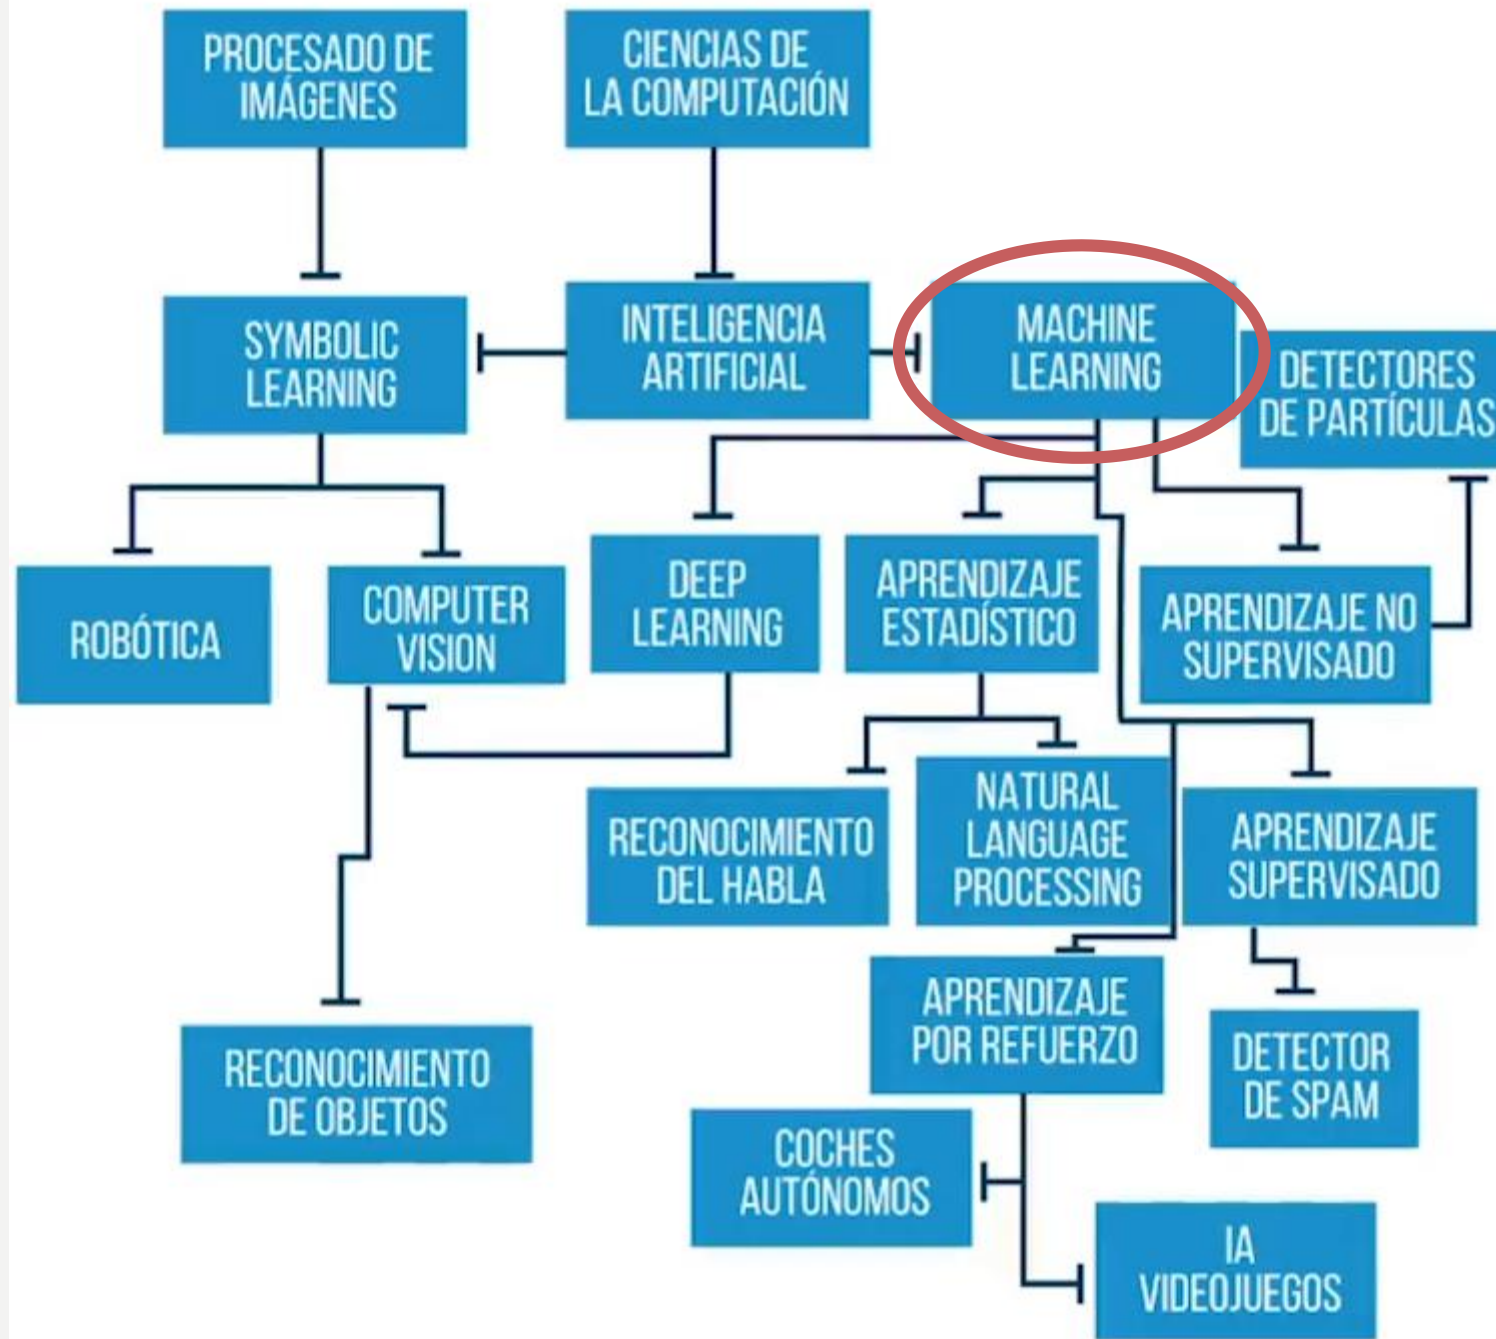 PROCESADO DE
IMÁGENES
CIENCIAS DE
LA COMPUTACIÓN
SYMBOLIC
LEARNING
INTELIGENCIA
ARTIFICIAL
MACHINE
LEARNING
DETECTORES
DE PARTÍCULAS
ROBÓTICA
COMPUTER
VISION
DEEP
LEARNING
APRENDIZAJE
ESTADÍSTICO
APRENDIZAJE NO
SUPERVISADO
RECONOCIMIENTO
DEL HABLA
NATURAL
LANGUAGE
PROCESSING
APRENDIZAJE
SUPERVISADO
APRENDIZAJE
POR REFUERZO
RECONOCIMIENTO
DE OBJETOS
DETECTOR
DE SPAM
COCHES
AUTÓNOMOS
IA
VIDEOJUEGOS